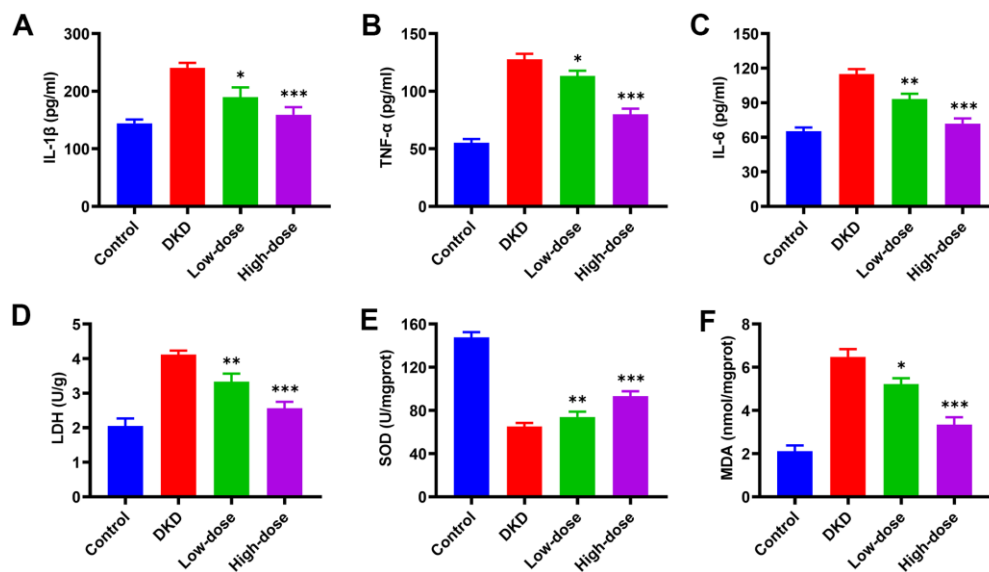 A
IL-1β (pg/ml)
300
200
100
0
*
***
Control
DKD
Low-dose
High-dose
B
TNF-α (pg/ml)
150
100
50
0
*
***
Control
DKD
Low-dose
High-dose
C
IL-6 (pg/ml)
150
120
90
60
30
0
**
***
Control
DKD
Low-dose
High-dose
D
LDH (U/g)
5
4
3
2
1
0
**
***
Control
DKD
Low-dose
High-dose
E
SOD (U/mgprot)
160
120
80
40
0
**
***
Control
DKD
Low-dose
High-dose
F
MDA (nmol/mgprot)
8
6
4
2
0
*
***
Control
DKD
Low-dose
High-dose